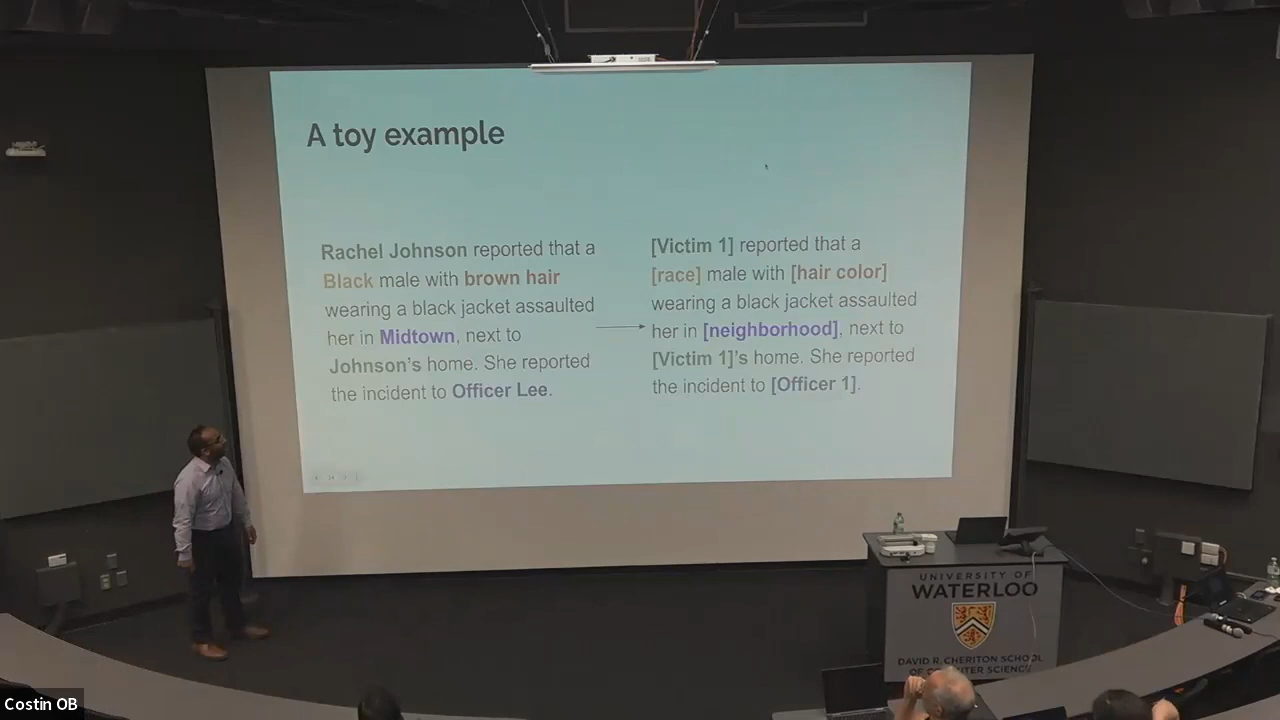 A toy example
Rachel Johnson reported that a
Black male with brown hair
wearing a black jacket assaulted
her in Midtown, next to
Johnson's home. She reported
the incident to Officer Lee.
[Victim 1] reported that a
[race] male with [hair color]
wearing a black jacket assaulted
her in [neighborhood], next to
[Victim 1]'s home. She reported
the incident to [Officer 1].
UNIVERSITY OF
WATERLOO
DAVID R. CHERITON SCHOOL
OF COMPUTER SCIENCE
Costin OB